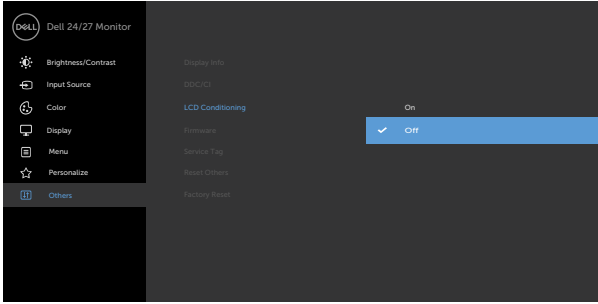 DELL Dell 24/27 Monitor
Brightness/Contrast
Input Source
Color
Display
Menu
Personalize
Others
Display Info
DDC/CI
LCD Conditioning
Firmware
Service Tag
Reset Others
Factory Reset
On
Off